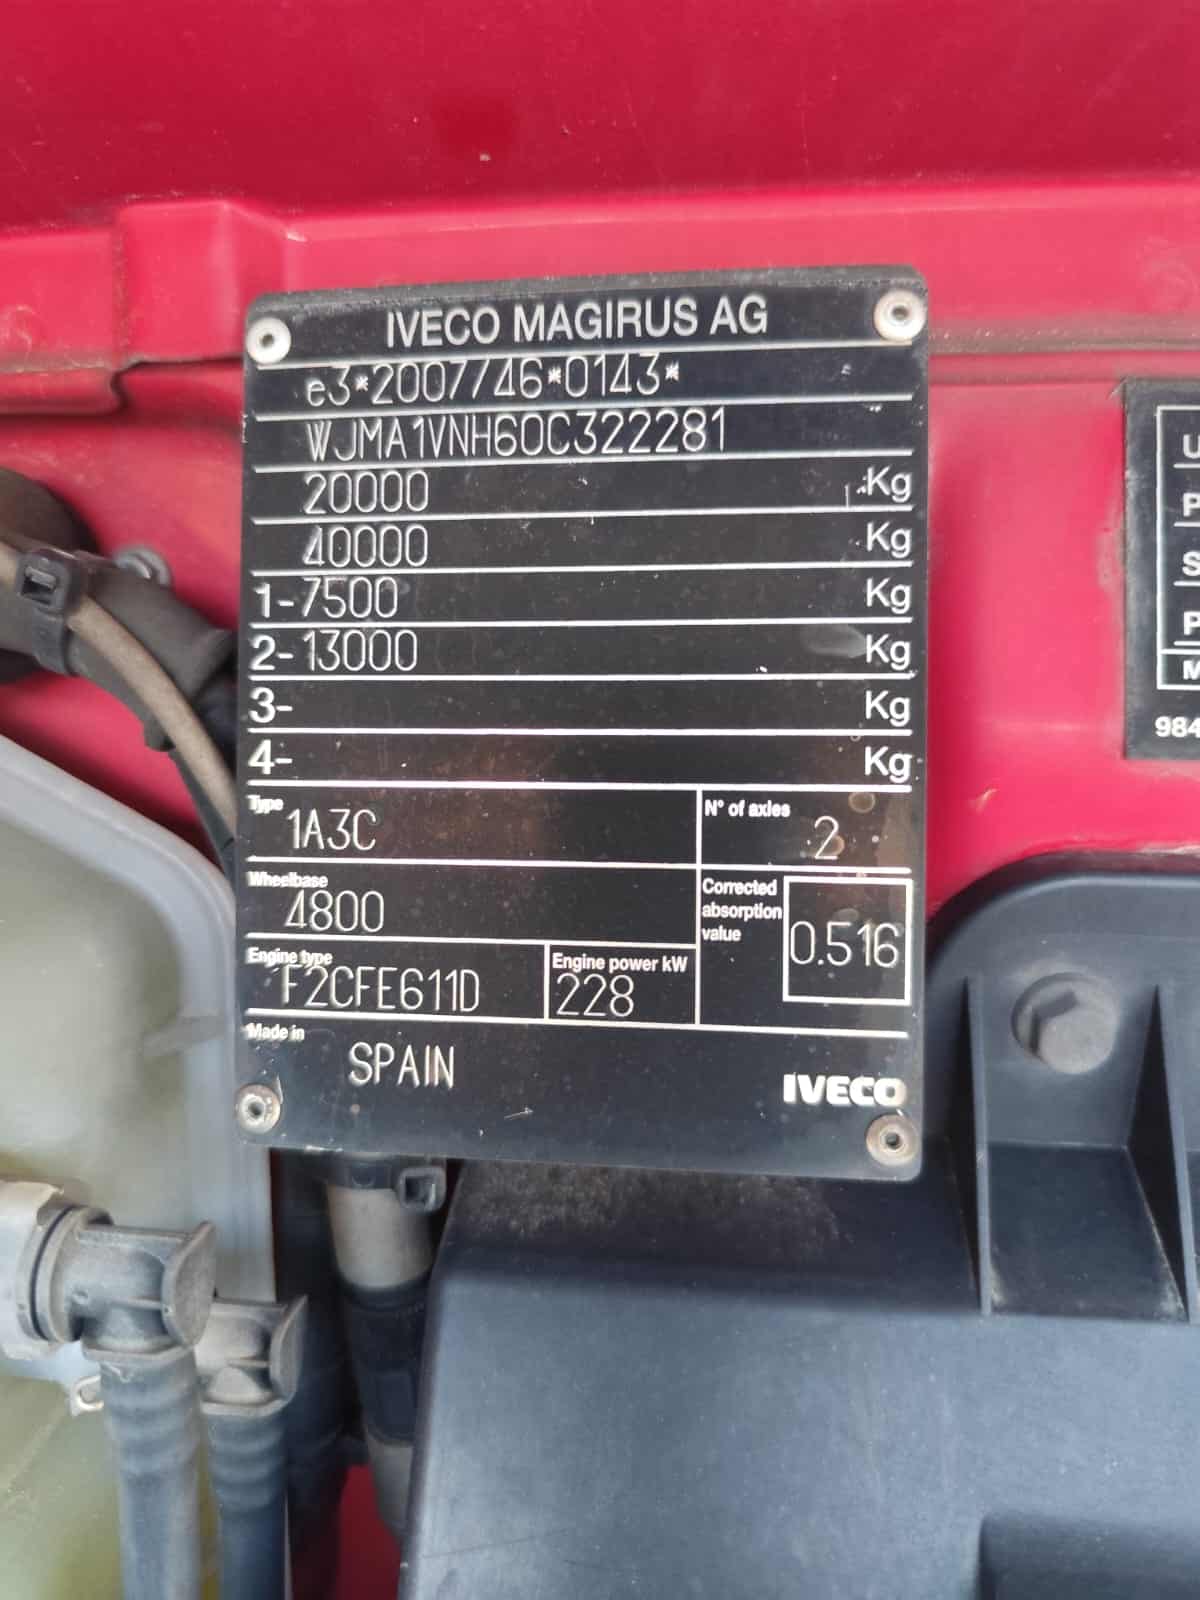 IVECO MAGIRUS AG
e3*2007/46*0143*
WJMA1VNH60C322281
20000 Kg
40000 Kg
1-7500 Kg
2-13000 Kg
3- Kg
4- Kg
Type 1A3C N° of axles 2
Wheelbase 4800
Corrected absorption value 0.516
Engine type F2CFE611D Engine power kW 228
Made in SPAIN
IVECO
U
P
S
P
M
984